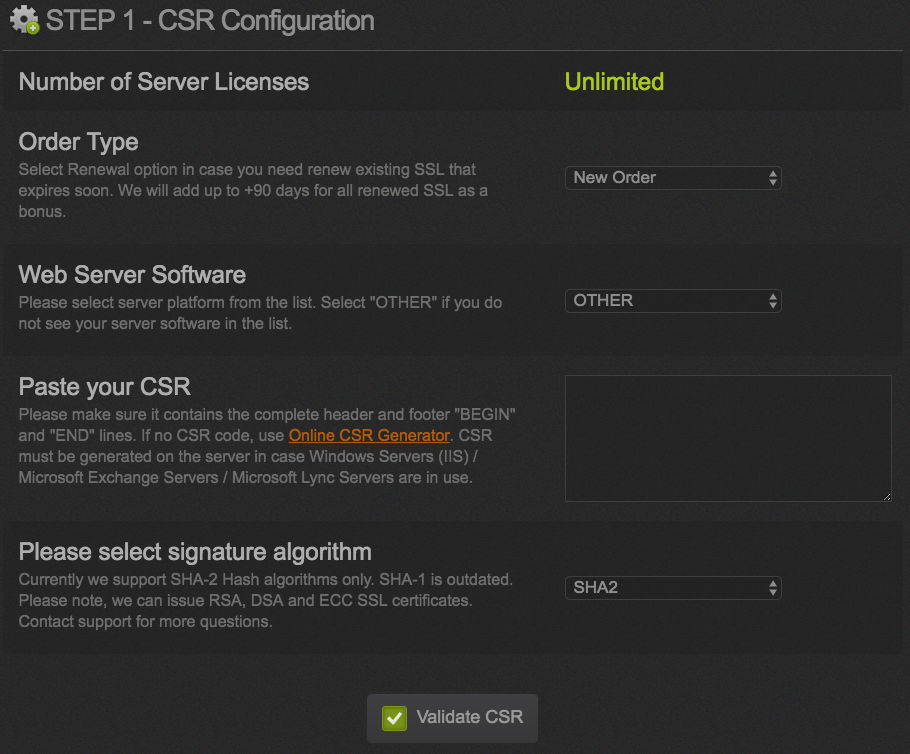 STEP 1 - CSR Configuration
Number of Server Licenses
Unlimited
Order Type
Select Renewal option in case you need renew existing SSL that
expires soon. We will add up to +90 days for all renewed SSL as a
bonus.
New Order
Web Server Software
Please select server platform from the list. Select "OTHER" if you do
not see your server software in the list.
OTHER
Paste your CSR
Please make sure it contains the complete header and footer "BEGIN"
and "END" lines. If no CSR code, use Online CSR Generator. CSR
must be generated on the server in case Windows Servers (IIS) /
Microsoft Exchange Servers / Microsoft Lync Servers are in use.
Please select signature algorithm
Currently we support SHA-2 Hash algorithms only. SHA-1 is outdated.
Please note, we can issue RSA, DSA and ECC SSL certificates.
Contact support for more questions.
SHA2
Validate CSR